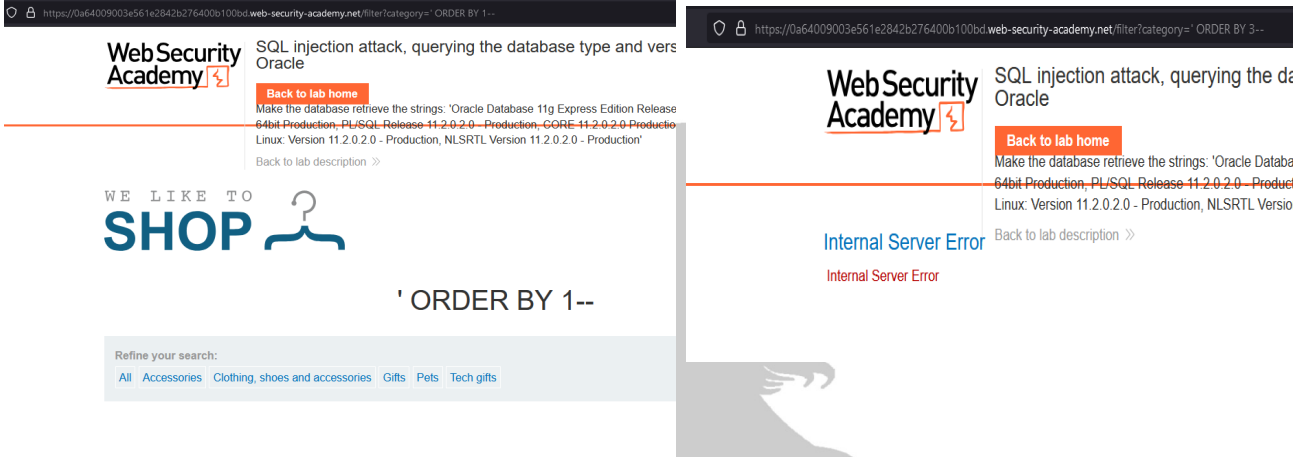 https://0a64009003e561e2842b276400b100bd.web-security-academy.net/filter?category=' ORDER BY 1--
Web Security
Academy
SQL injection attack, querying the database type and vers
Oracle
Back to lab home
Make the database retrieve the strings: 'Oracle Database 11g Express Edition Release
64bit Production, PL/SQL Release 11.2.0.2.0 - Production, CORE 11.2.0.2.0 Productio
Linux: Version 11.2.0.2.0 - Production, NLSRTL Version 11.2.0.2.0 - Production'
Back to lab description
WE LIKE TO
SHOP
' ORDER BY 1--
Refine your search:
All Accessories Clothing, shoes and accessories Gifts Pets Tech gifts
https://0a64009003e561e2842b276400b100bd.web-security-academy.net/filter?category=' ORDER BY 3--
Web Security
Academy
SQL injection attack, querying the da
Oracle
Back to lab home
Make the database retrieve the strings: 'Oracle Databa
64bit Production, PL/SQL Release 11.2.0.2.0 - Product
Linux: Version 11.2.0.2.0 - Production, NLSRTL Versio
Back to lab description
Internal Server Error
Internal Server Error